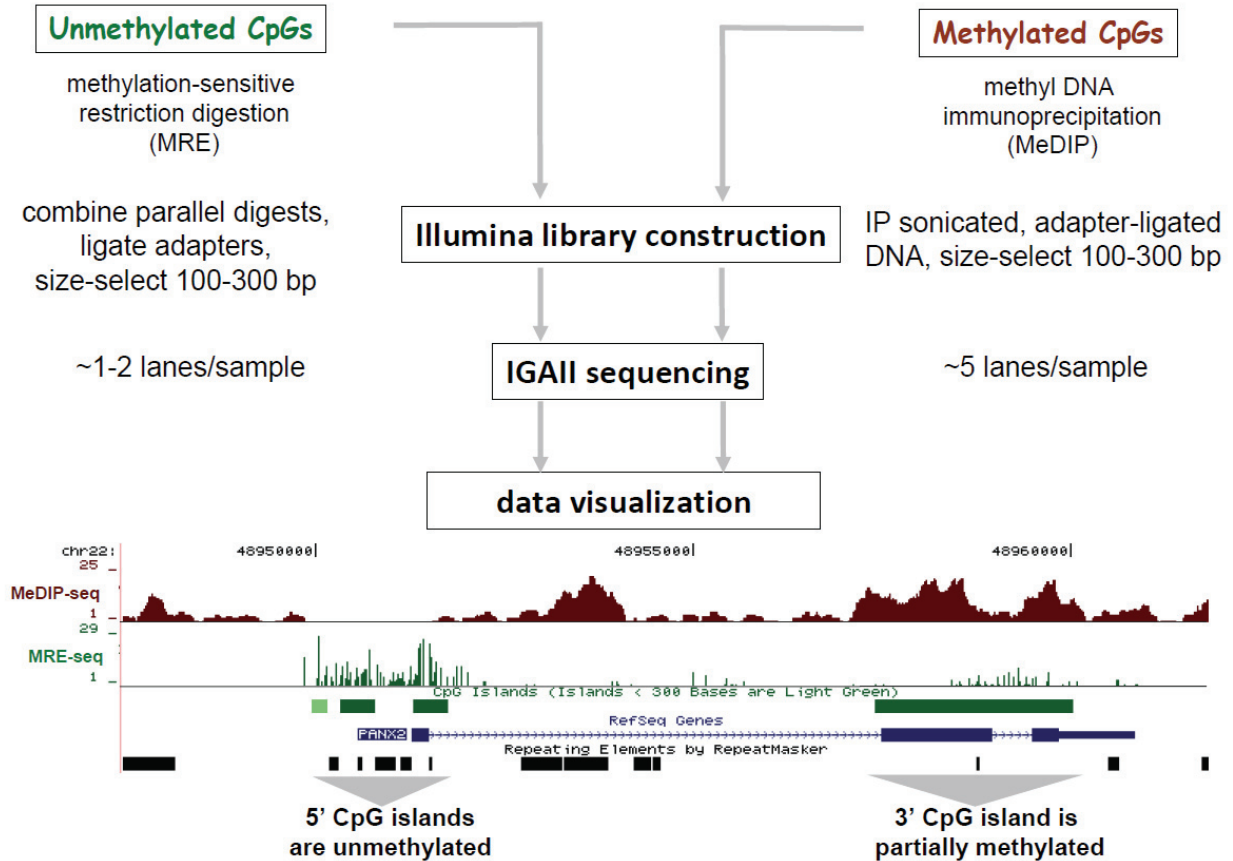 Unmethylated CpGs
methylation-sensitive
restriction digestion
(MRE)
combine parallel digests,
ligate adapters,
size-select 100-300 bp
~1-2 lanes/sample
Methylated CpGs
methyl DNA
immunoprecipitation
(MeDIP)
IP sonicated, adapter-ligated
DNA, size-select 100-300 bp
~5 lanes/sample
Illumina library construction
IGAII sequencing
data visualization
chr22: 48950000| 48955000| 48960000|
25 _
MeDIP-seq
1 _
29 _
MRE-seq
1 _
CpG Islands (Islands < 300 Bases are Light Green)
RefSeq Genes
PANX2
Repeating Elements by RepeatMasker
5' CpG islands
are unmethylated
3' CpG island is
partially methylated